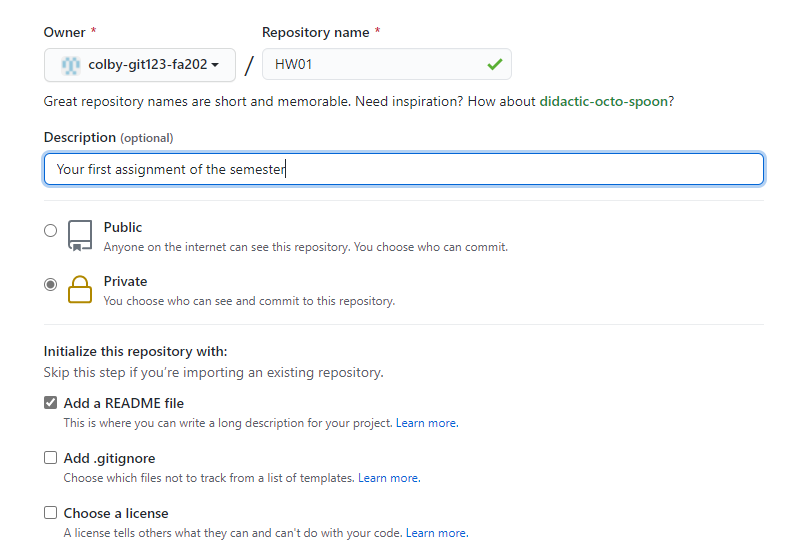 Owner * Repository name *
colby-git123-fa202 / HW01
Great repository names are short and memorable. Need inspiration? How about didactic-octo-spoon?
Description (optional)
Your first assignment of the semester
Public
Anyone on the internet can see this repository. You choose who can commit.
Private
You choose who can see and commit to this repository.
Initialize this repository with:
Skip this step if you're importing an existing repository.
Add a README file
This is where you can write a long description for your project. Learn more.
Add .gitignore
Choose which files not to track from a list of templates. Learn more.
Choose a license
A license tells others what they can and can't do with your code. Learn more.